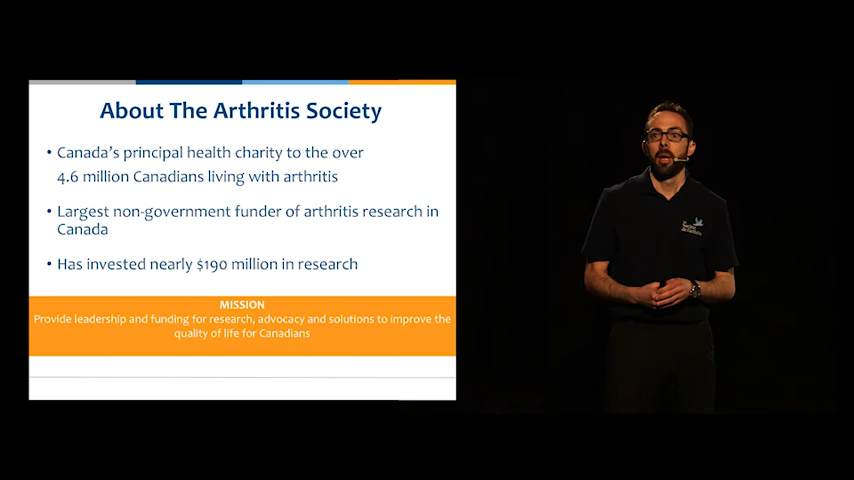 About The Arthritis Society
• Canada's principal health charity to the over
4.6 million Canadians living with arthritis
• Largest non-government funder of arthritis research in
Canada
• Has invested nearly $190 million in research
MISSION
Provide leadership and funding for research, advocacy and solutions to improve the
quality of life for Canadians